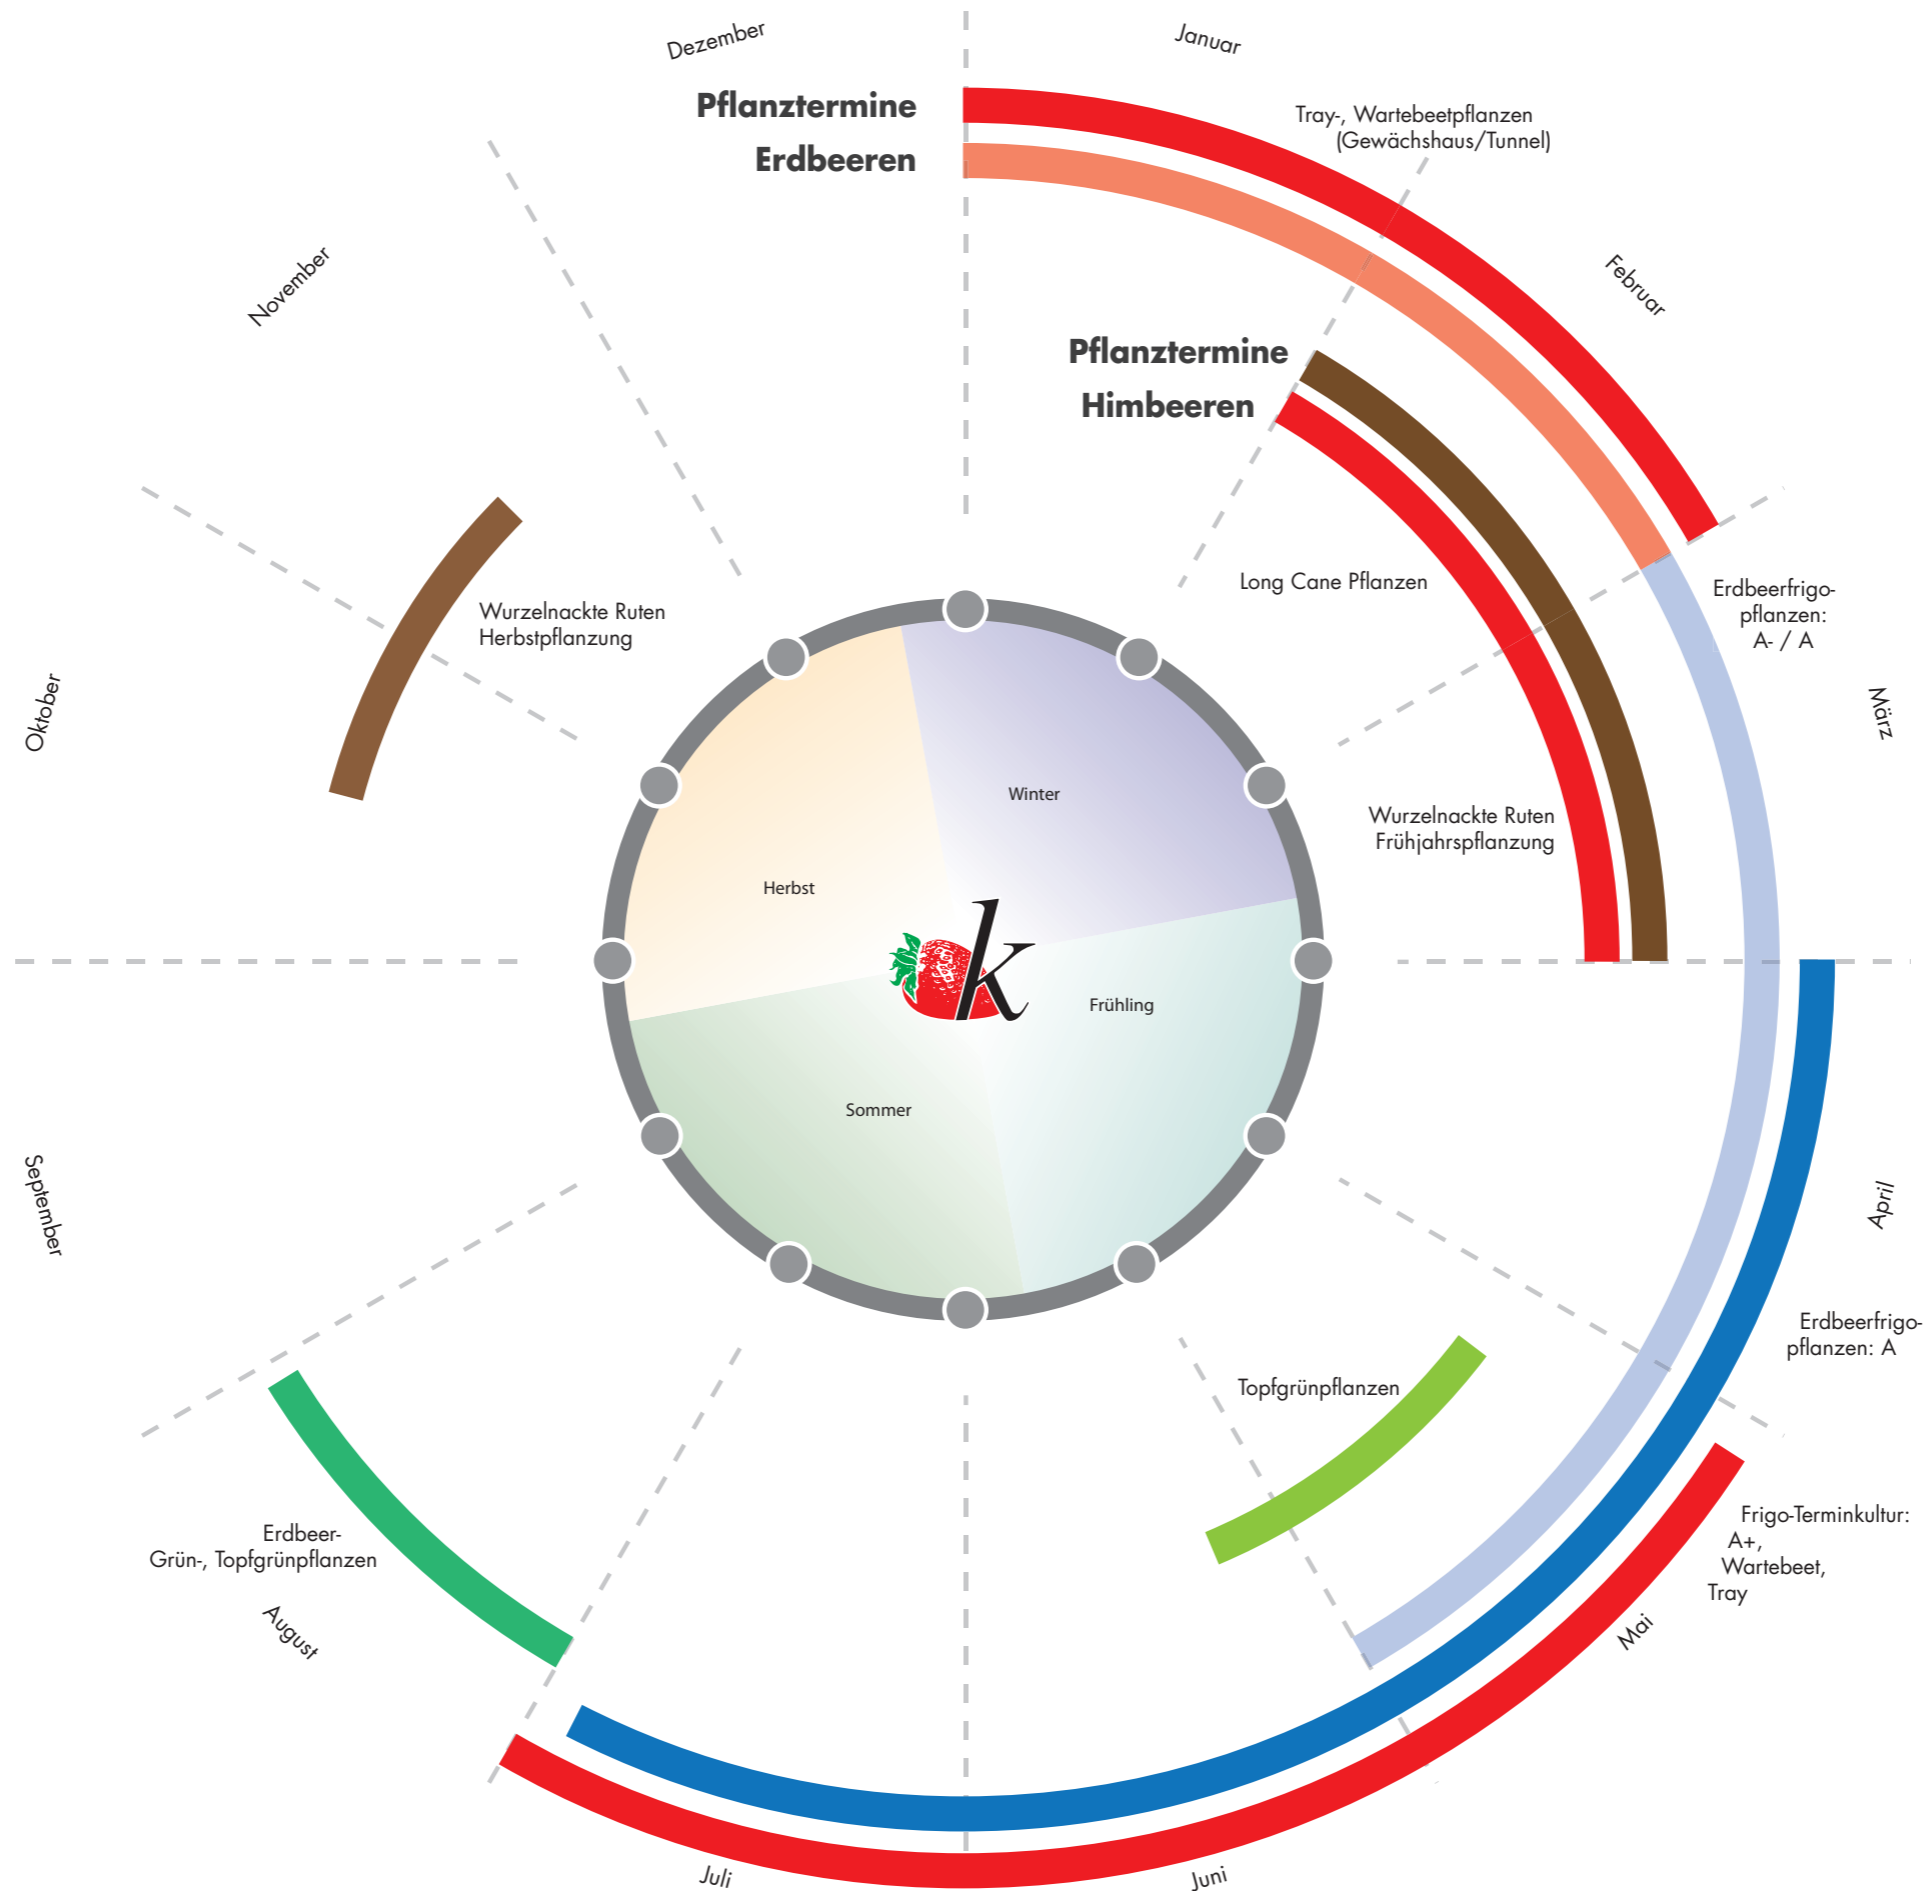 Dezember
Januar
Pflanztermine
Erdbeeren
Tray-, Wartebeetpflanzen
(Gewächshaus/Tunnel)
November
Februar
Pflanztermine
Himbeeren
Long Cane Pflanzen
Erdbeerfrigo-
pflanzen:
A- / A
Wurzelnackte Ruten
Herbstpflanzung
Oktober
März
Winter
Wurzelnackte Ruten
Frühjahrspflanzung
Herbst
k
Frühling
Sommer
September
April
Erdbeerfrigo-
pflanzen: A
Topfgrünpflanzen
Frigo-Terminkultur:
A+,
Wartebeet,
Tray
Erdbeer-
Grün-, Topfgrünpflanzen
August
Mai
Juli
Juni